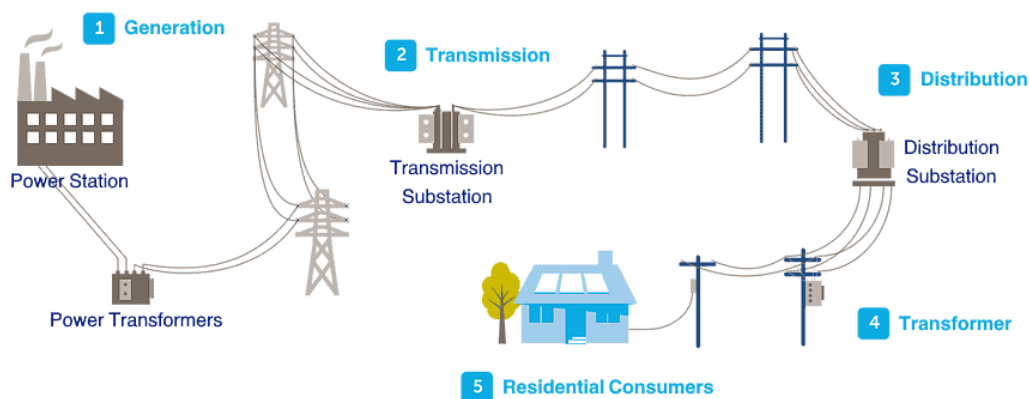 1 Generation
2 Transmission
3 Distribution
Power Station
Transmission
Substation
Distribution
Substation
Power Transformers
4 Transformer
5 Residential Consumers